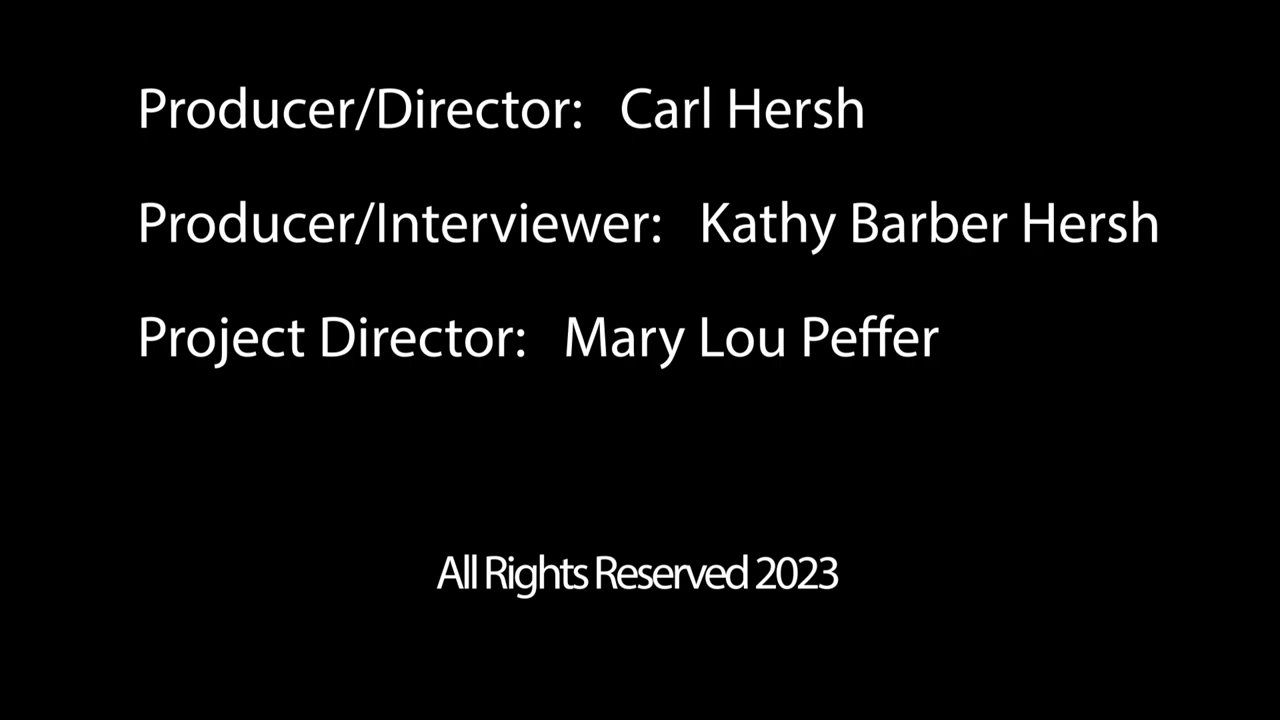 Producer/Director: Carl Hersh
Producer/Interviewer: Kathy Barber Hersh
Project Director: Mary Lou Peffer
All Rights Reserved 2023